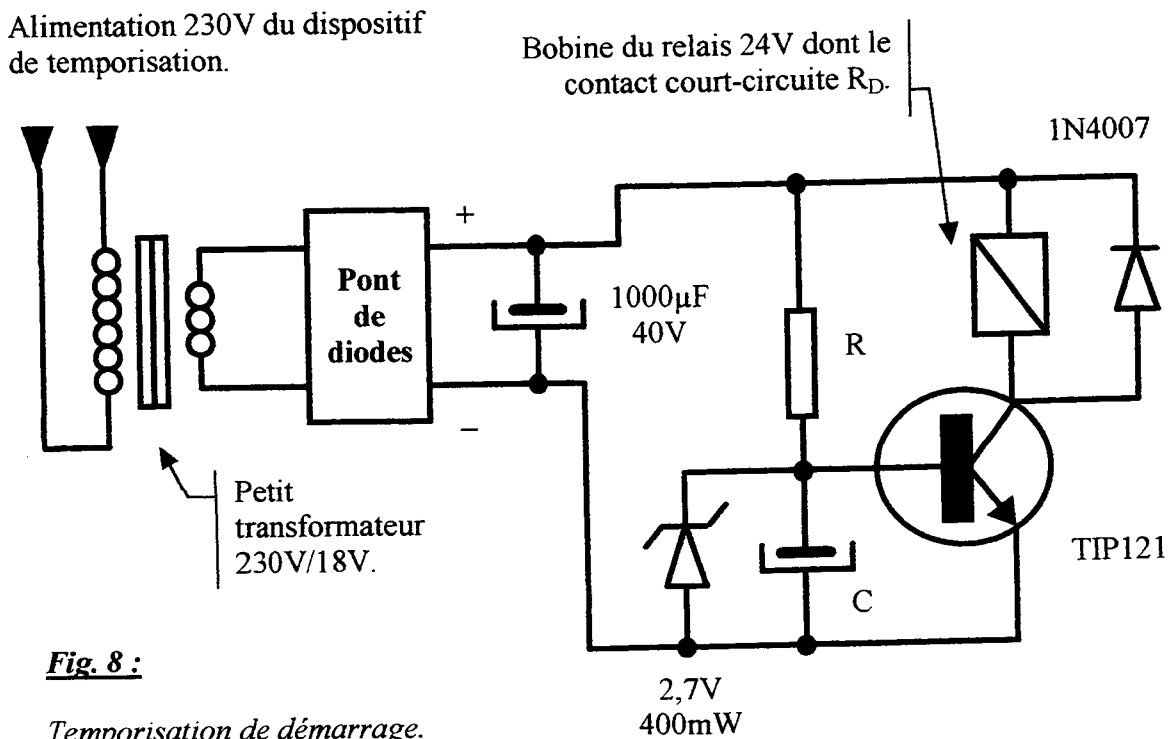 Alimentation 230V du dispositif
de temporisation.
Bobine du relais 24V dont le
contact court-circuite R_D.
1N4007
+
Pont
de
diodes
1000µF
40V
R
−
Petit
transformateur
230V/18V.
TIP121
C
Fig. 8 :
2,7V
400mW
Temporisation de démarrage.